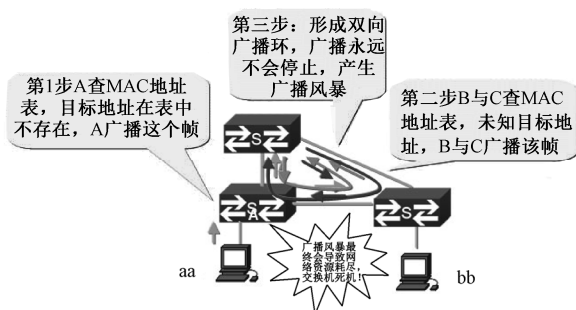 第三步：形成双向
广播环，广播永远
不会停止，产生
广播风暴
第1步A查MAC地址
表，目标地址在表中
不存在，A广播这个帧
第二步B与C查MAC
地址表，未知目标地
址，B与C广播该帧
S
S
A
S
广播风暴最
终会导致网
络资源耗尽，
交换机死机！
aa
bb